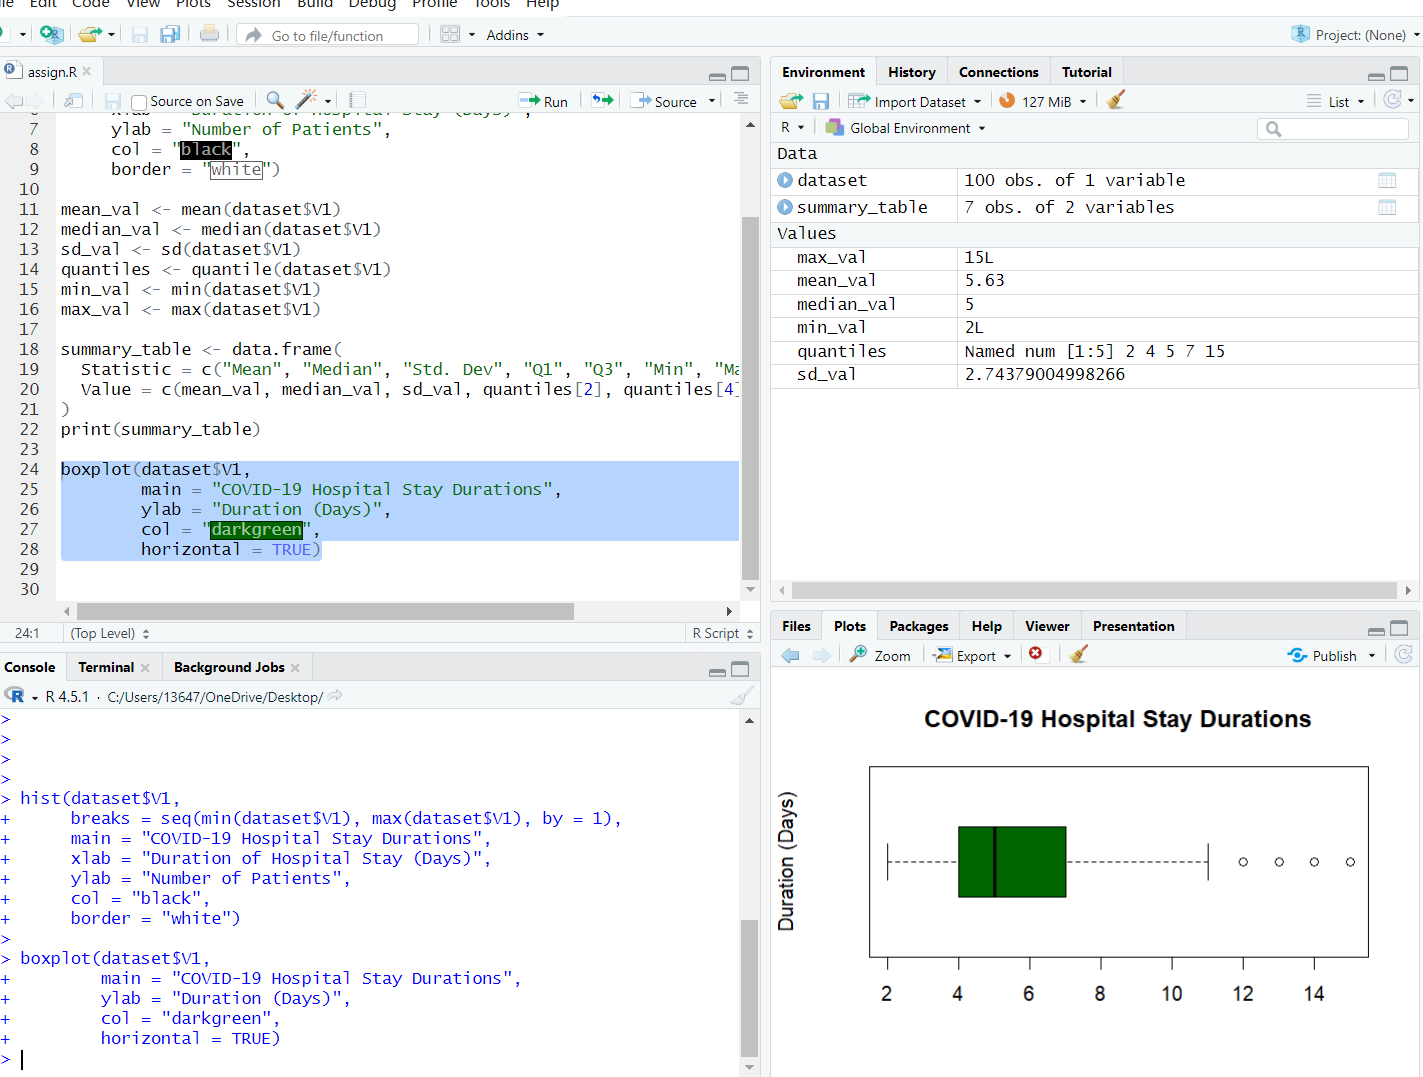 Edit Code View Plots Session Build Debug Profile Tools Help
Go to file/function Addins Project: (None)
assign.R
Source on Save Run Source
7 ylab = "Number of Patients",
8 col = "black",
9 border = "white")
10
11 mean_val <- mean(dataset$V1)
12 median_val <- median(dataset$V1)
13 sd_val <- sd(dataset$V1)
14 quantiles <- quantile(dataset$V1)
15 min_val <- min(dataset$V1)
16 max_val <- max(dataset$V1)
17
18 summary_table <- data.frame(
19 Statistic = c("Mean", "Median", "Std. Dev", "Q1", "Q3", "Min", "Ma
20 Value = c(mean_val, median_val, sd_val, quantiles[2], quantiles[4]
21 )
22 print(summary_table)
23
24 boxplot(dataset$V1,
25 main = "COVID-19 Hospital Stay Durations",
26 ylab = "Duration (Days)",
27 col = "darkgreen",
28 horizontal = TRUE)
29
30
24:1 (Top Level) R Script
Console Terminal Background Jobs
R 4.5.1 · C:/Users/13647/OneDrive/Desktop/
>
>
>
>
> hist(dataset$V1,
+ breaks = seq(min(dataset$V1), max(dataset$V1), by = 1),
+ main = "COVID-19 Hospital Stay Durations",
+ xlab = "Duration of Hospital Stay (Days)",
+ ylab = "Number of Patients",
+ col = "black",
+ border = "white")
>
> boxplot(dataset$V1,
+ main = "COVID-19 Hospital Stay Durations",
+ ylab = "Duration (Days)",
+ col = "darkgreen",
+ horizontal = TRUE)
>
Environment History Connections Tutorial
Import Dataset 127 MiB List
R Global Environment
Data
dataset 100 obs. of 1 variable
summary_table 7 obs. of 2 variables
Values
max_val 15L
mean_val 5.63
median_val 5
min_val 2L
quantiles Named num [1:5] 2 4 5 7 15
sd_val 2.74379004998266
Files Plots Packages Help Viewer Presentation
Zoom Export Publish
COVID-19 Hospital Stay Durations
Duration (Days)
2 4 6 8 10 12 14